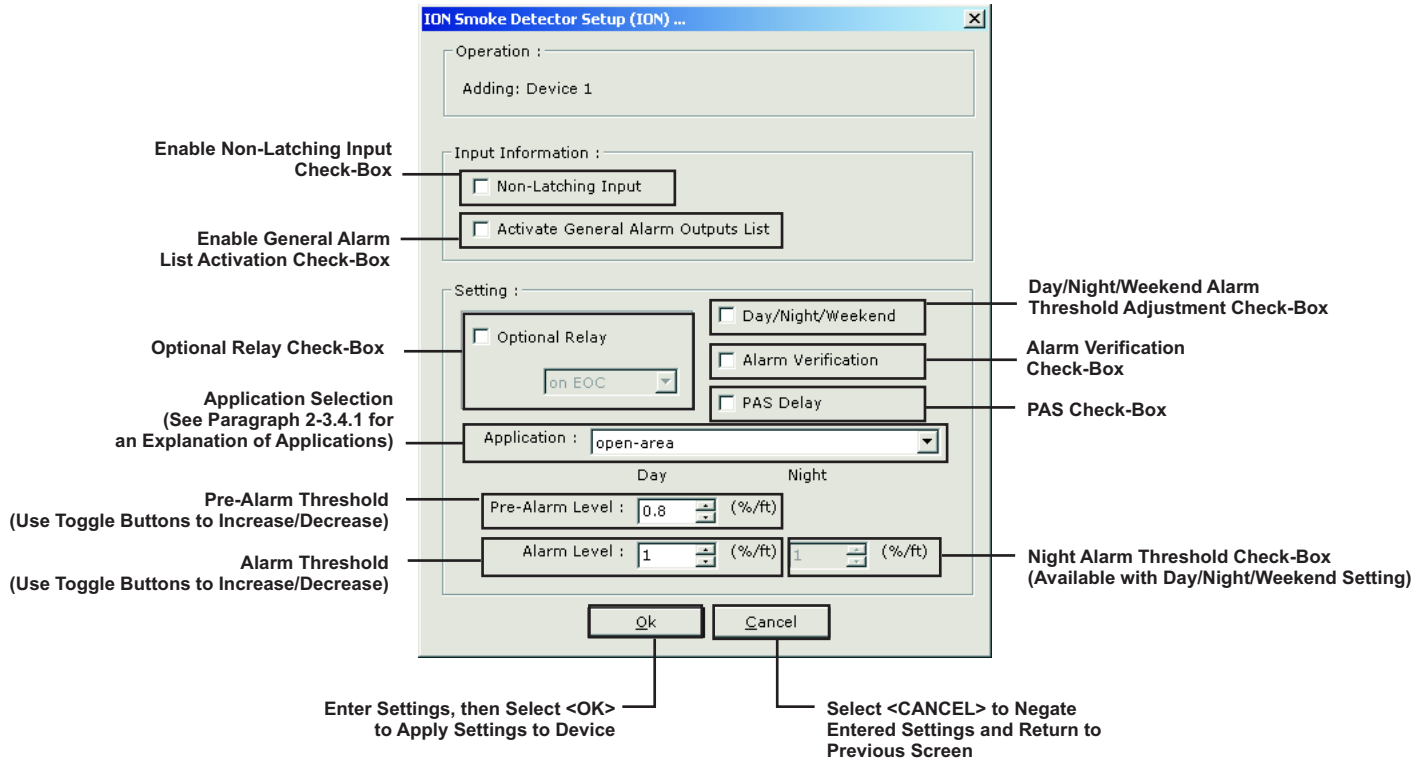 ION Smoke Detector Setup (ION) ...
Operation :
Adding: Device 1
Enable Non-Latching Input
Check-Box
Input Information :
Non-Latching Input
Activate General Alarm Outputs List
Enable General Alarm
List Activation Check-Box
Setting :
Optional Relay
on EOC
Optional Relay Check-Box
Day/Night/Weekend
Day/Night/Weekend Alarm
Threshold Adjustment Check-Box
Alarm Verification
Alarm Verification
Check-Box
PAS Delay
PAS Check-Box
Application Selection
(See Paragraph 2-3.4.1 for
an Explanation of Applications)
Application : open-area
Day Night
Pre-Alarm Threshold
(Use Toggle Buttons to Increase/Decrease)
Pre-Alarm Level : 0.8 (%/ft)
Alarm Threshold
(Use Toggle Buttons to Increase/Decrease)
Alarm Level : 1 (%/ft) 1 (%/ft)
Night Alarm Threshold Check-Box
(Available with Day/Night/Weekend Setting)
Ok Cancel
Enter Settings, then Select <OK>
to Apply Settings to Device
Select <CANCEL> to Negate
Entered Settings and Return to
Previous Screen